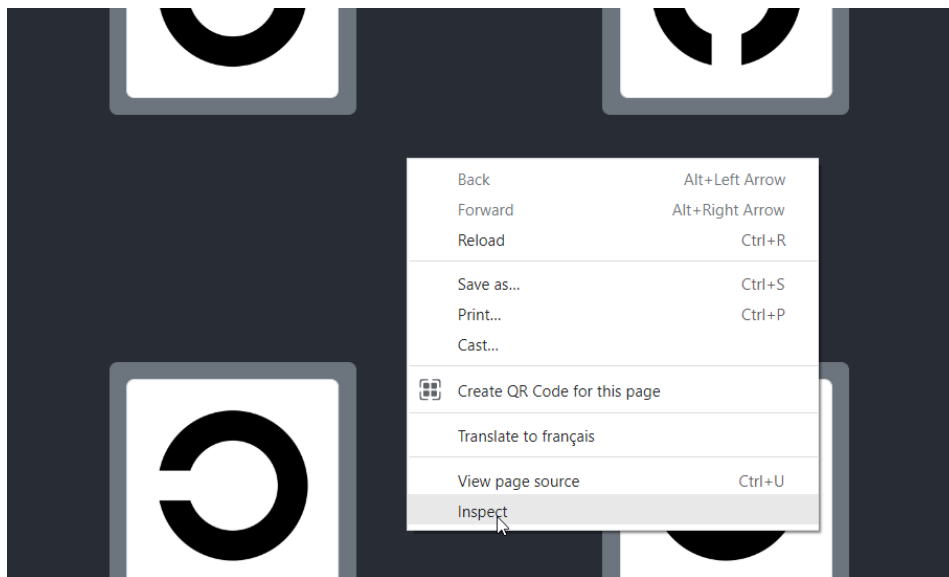 Back Alt+Left Arrow
Forward Alt+Right Arrow
Reload Ctrl+R
Save as... Ctrl+S
Print... Ctrl+P
Cast...
Create QR Code for this page
Translate to français
View page source Ctrl+U
Inspect